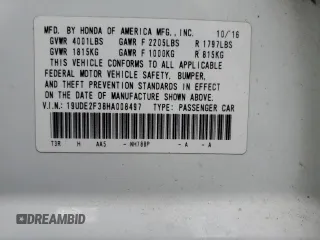 MFD. BY HONDA OF AMERICA MFG., INC. 10/16
GVWR 4001LBS GAWR F 2205LBS R 1797LBS
GVWR 1815KG GAWR F 1000KG R 815KG
THIS VEHICLE CONFORMS TO ALL APPLICABLE
FEDERAL MOTOR VEHICLE SAFETY, BUMPER,
AND THEFT PREVENTION STANDARDS IN EFFECT
ON THE DATE OF MANUFACTURE SHOWN ABOVE.
V.I.N: 19UDE2F38HA008497 TYPE: PASSENGER CAR
T3R H AA5 - NH788P - A - A
DREAMBID